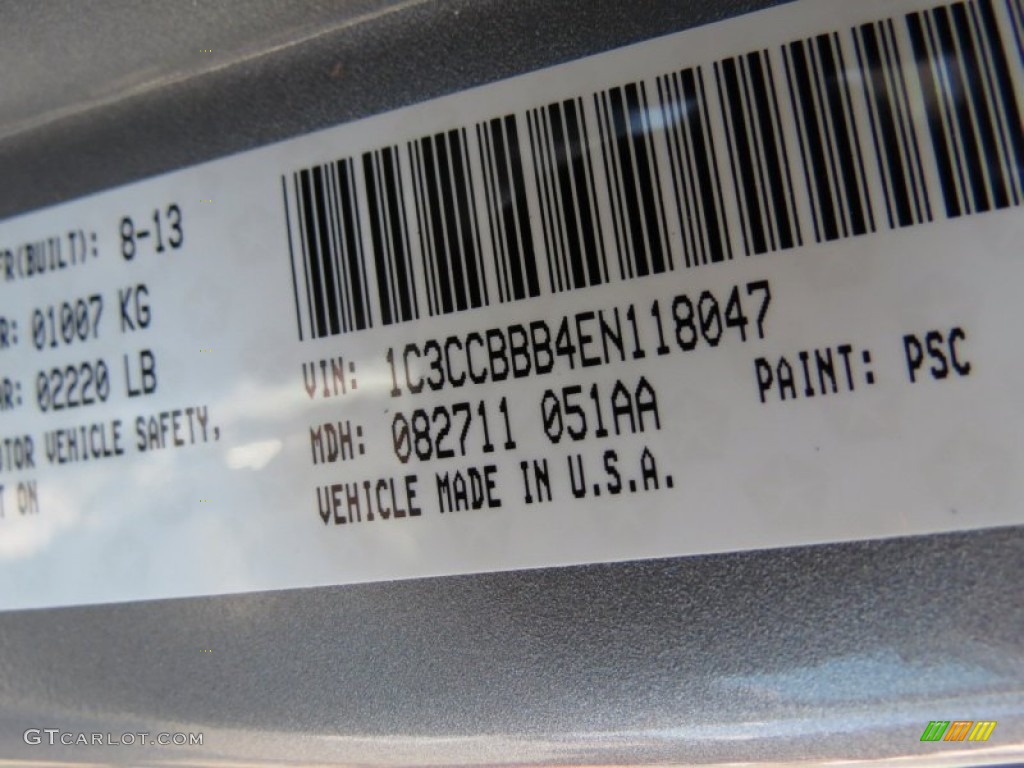 FR(BUILT): 8-13
R: 01007 KG
R: 02220 LB
OTOR VEHICLE SAFETY,
T ON
VIN: 1C3CCBBB4EN118047
MDH: 082711 051AA
PAINT: PSC
VEHICLE MADE IN U.S.A.
GTCARLOT.COM